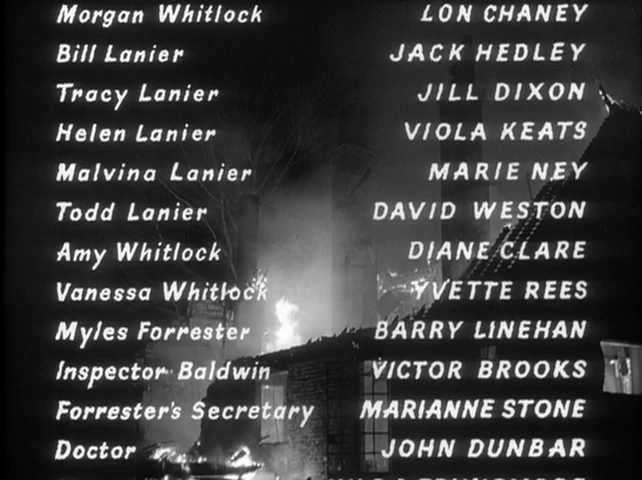 Morgan Whitlock LON CHANEY
Bill Lanier JACK HEDLEY
Tracy Lanier JILL DIXON
Helen Lanier VIOLA KEATS
Malvina Lanier MARIE NEY
Todd Lanier DAVID WESTON
Amy Whitlock DIANE CLARE
Vanessa Whitlock YVETTE REES
Myles Forrester BARRY LINEHAN
Inspector Baldwin VICTOR BROOKS
Forrester's Secretary MARIANNE STONE
Doctor JOHN DUNBAR